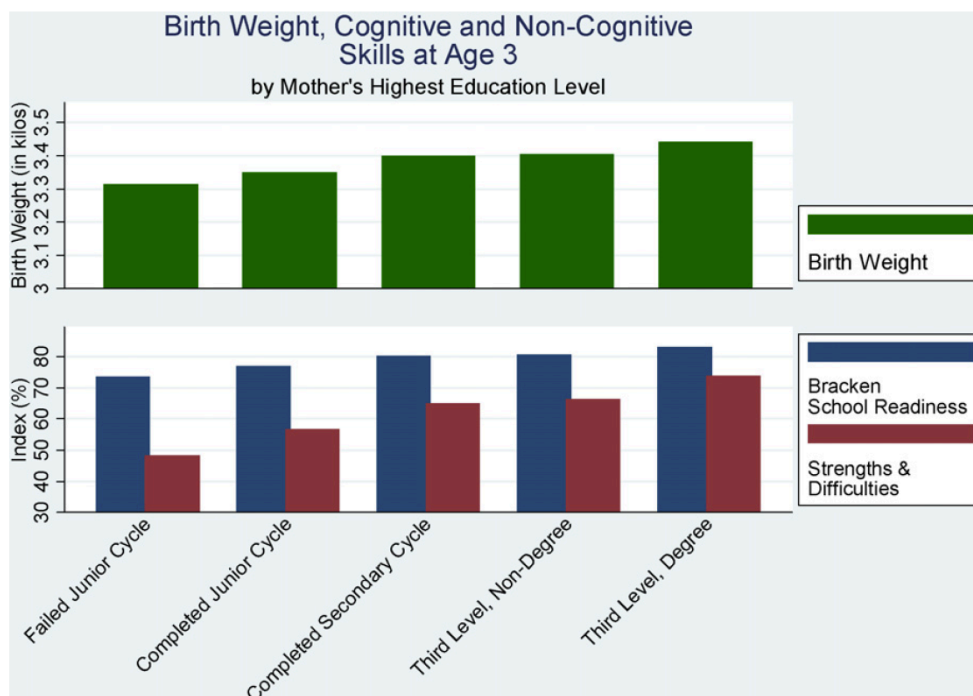 Birth Weight, Cognitive and Non-Cognitive
Skills at Age 3
by Mother's Highest Education Level
Birth Weight (in kilos)
3.5
3.4
3.3
3.2
3.1
3
Birth Weight
Index (%)
80
70
60
50
40
30
Bracken
School Readiness
Strengths &
Difficulties
Failed Junior Cycle
Completed Junior Cycle
Completed Secondary Cycle
Third Level, Non-Degree
Third Level, Degree